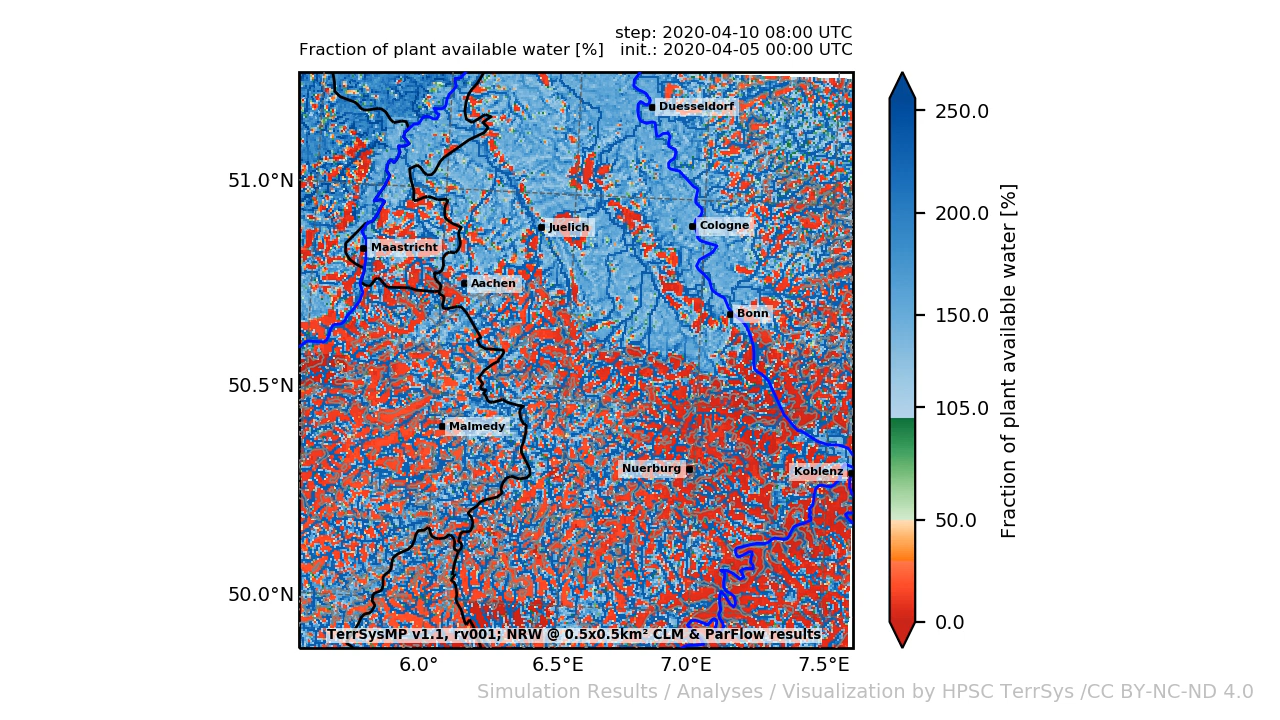 step: 2020-04-10 08:00 UTC
Fraction of plant available water [%] init.: 2020-04-05 00:00 UTC
Duesseldorf
51.0°N
Juelich
Cologne
Maastricht
Aachen
Bonn
50.5°N
Malmedy
Nuerburg
Koblenz
50.0°N
TerrSysMP v1.1, rv001; NRW @ 0.5x0.5km² CLM & ParFlow results
6.0°
6.5°E
7.0°E
7.5°E
250.0
200.0
150.0
105.0
50.0
0.0
Fraction of plant available water [%]
Simulation Results / Analyses / Visualization by HPSC TerrSys /CC BY-NC-ND 4.0